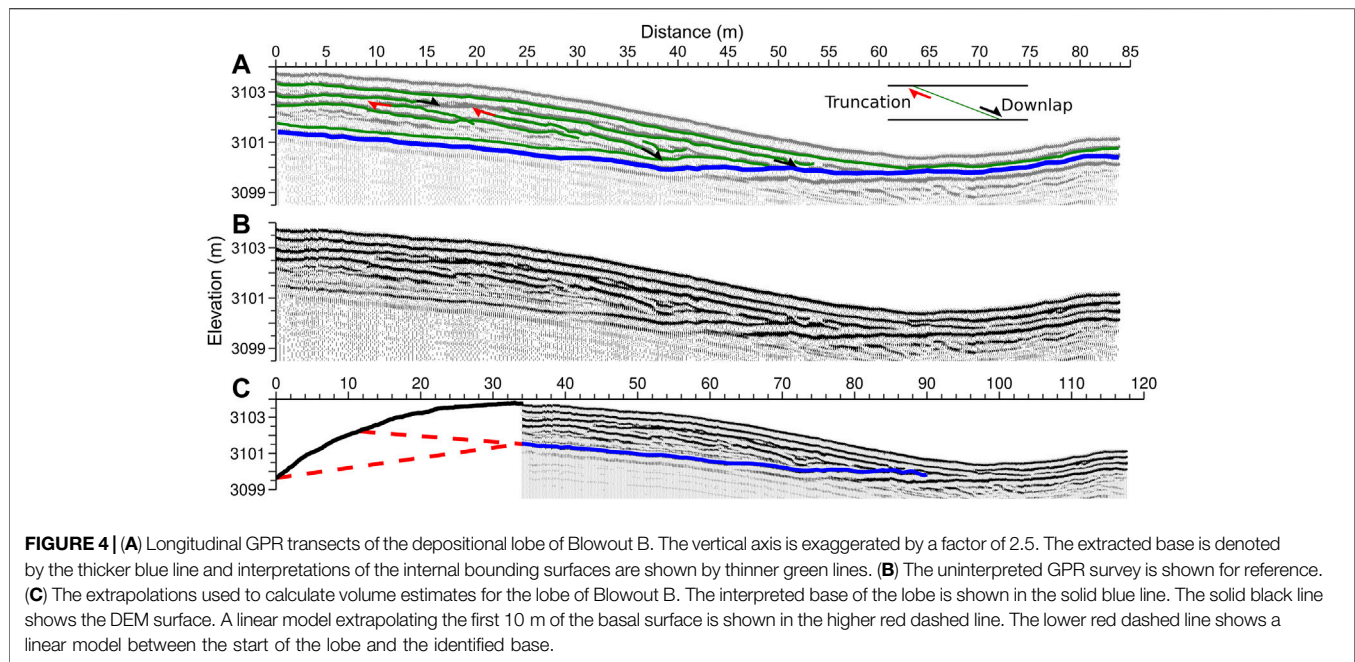 Distance (m)
0 5 10 15 20 25 30 35 40 45 50 55 60 65 70 75 80 85
A
3103
3101
3099
Truncation
Downlap
B
Elevation (m)
3103
3101
3099
C
0 10 20 30 40 50 60 70 80 90 100 110 120
3103
3101
3099
FIGURE 4 | (A) Longitudinal GPR transects of the depositional lobe of Blowout B. The vertical axis is exaggerated by a factor of 2.5. The extracted base is denoted
by the thicker blue line and interpretations of the internal bounding surfaces are shown by thinner green lines. (B) The uninterpreted GPR survey is shown for reference.
(C) The extrapolations used to calculate volume estimates for the lobe of Blowout B. The interpreted base of the lobe is shown in the solid blue line. The solid black line
shows the DEM surface. A linear model extrapolating the first 10 m of the basal surface is shown in the higher red dashed line. The lower red dashed line shows a
linear model between the start of the lobe and the identified base.